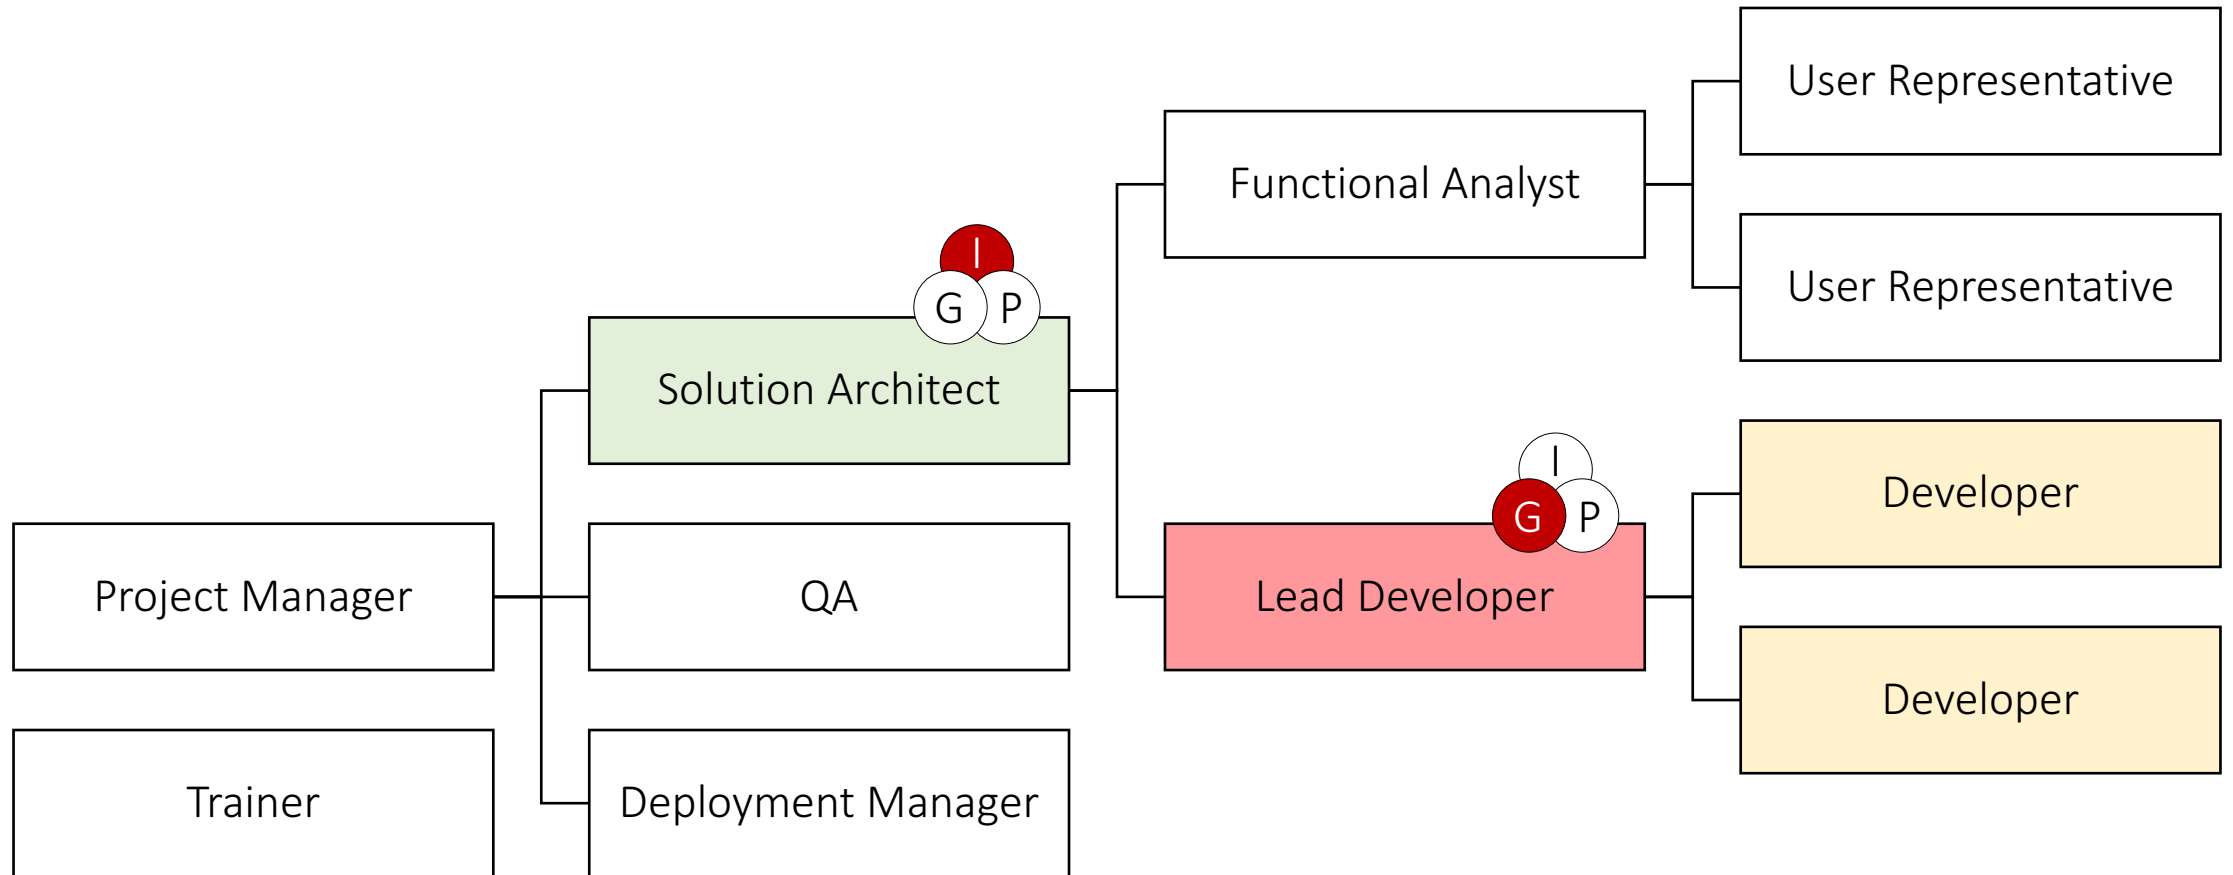 User Representative
Functional Analyst
User Representative
I
G P
Solution Architect
Developer
I
G P
Project Manager
QA
Lead Developer
Developer
Trainer
Deployment Manager